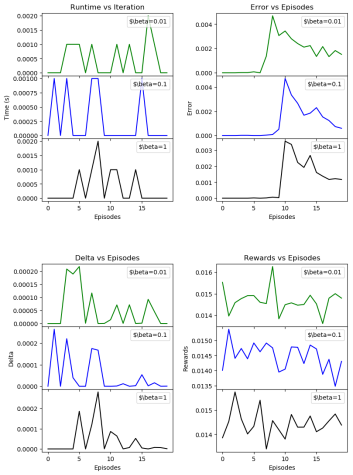 Runtime vs Iteration
0.0020
0.0015
0.0010
0.0005
0.0000
$\beta=0.01
0.00100
0.00075
0.00050
0.00025
0.00000
$\beta=0.1
Time (s)
0.0020
0.0015
0.0010
0.0005
0.0000
$\beta=1
0 5 10 15
Episodes
Error vs Episodes
0.004
0.002
0.000
$\beta=0.01
0.004
0.002
0.000
$\beta=0.1
Error
0.003
0.002
0.001
0.000
$\beta=1
0 5 10 15
Episodes
Delta vs Episodes
0.00020
0.00015
0.00010
0.00005
0.00000
$\beta=0.01
0.0003
0.0002
0.0001
0.0000
$\beta=0.1
Delta
0.0002
0.0001
0.0000
$\beta=1
0 5 10 15
Episodes
Rewards vs Episodes
0.016
0.015
0.014
$\beta=0.01
0.0150
0.0145
0.0140
0.0135
$\beta=0.1
Rewards
0.015
0.014
$\beta=1
0 5 10 15
Episodes